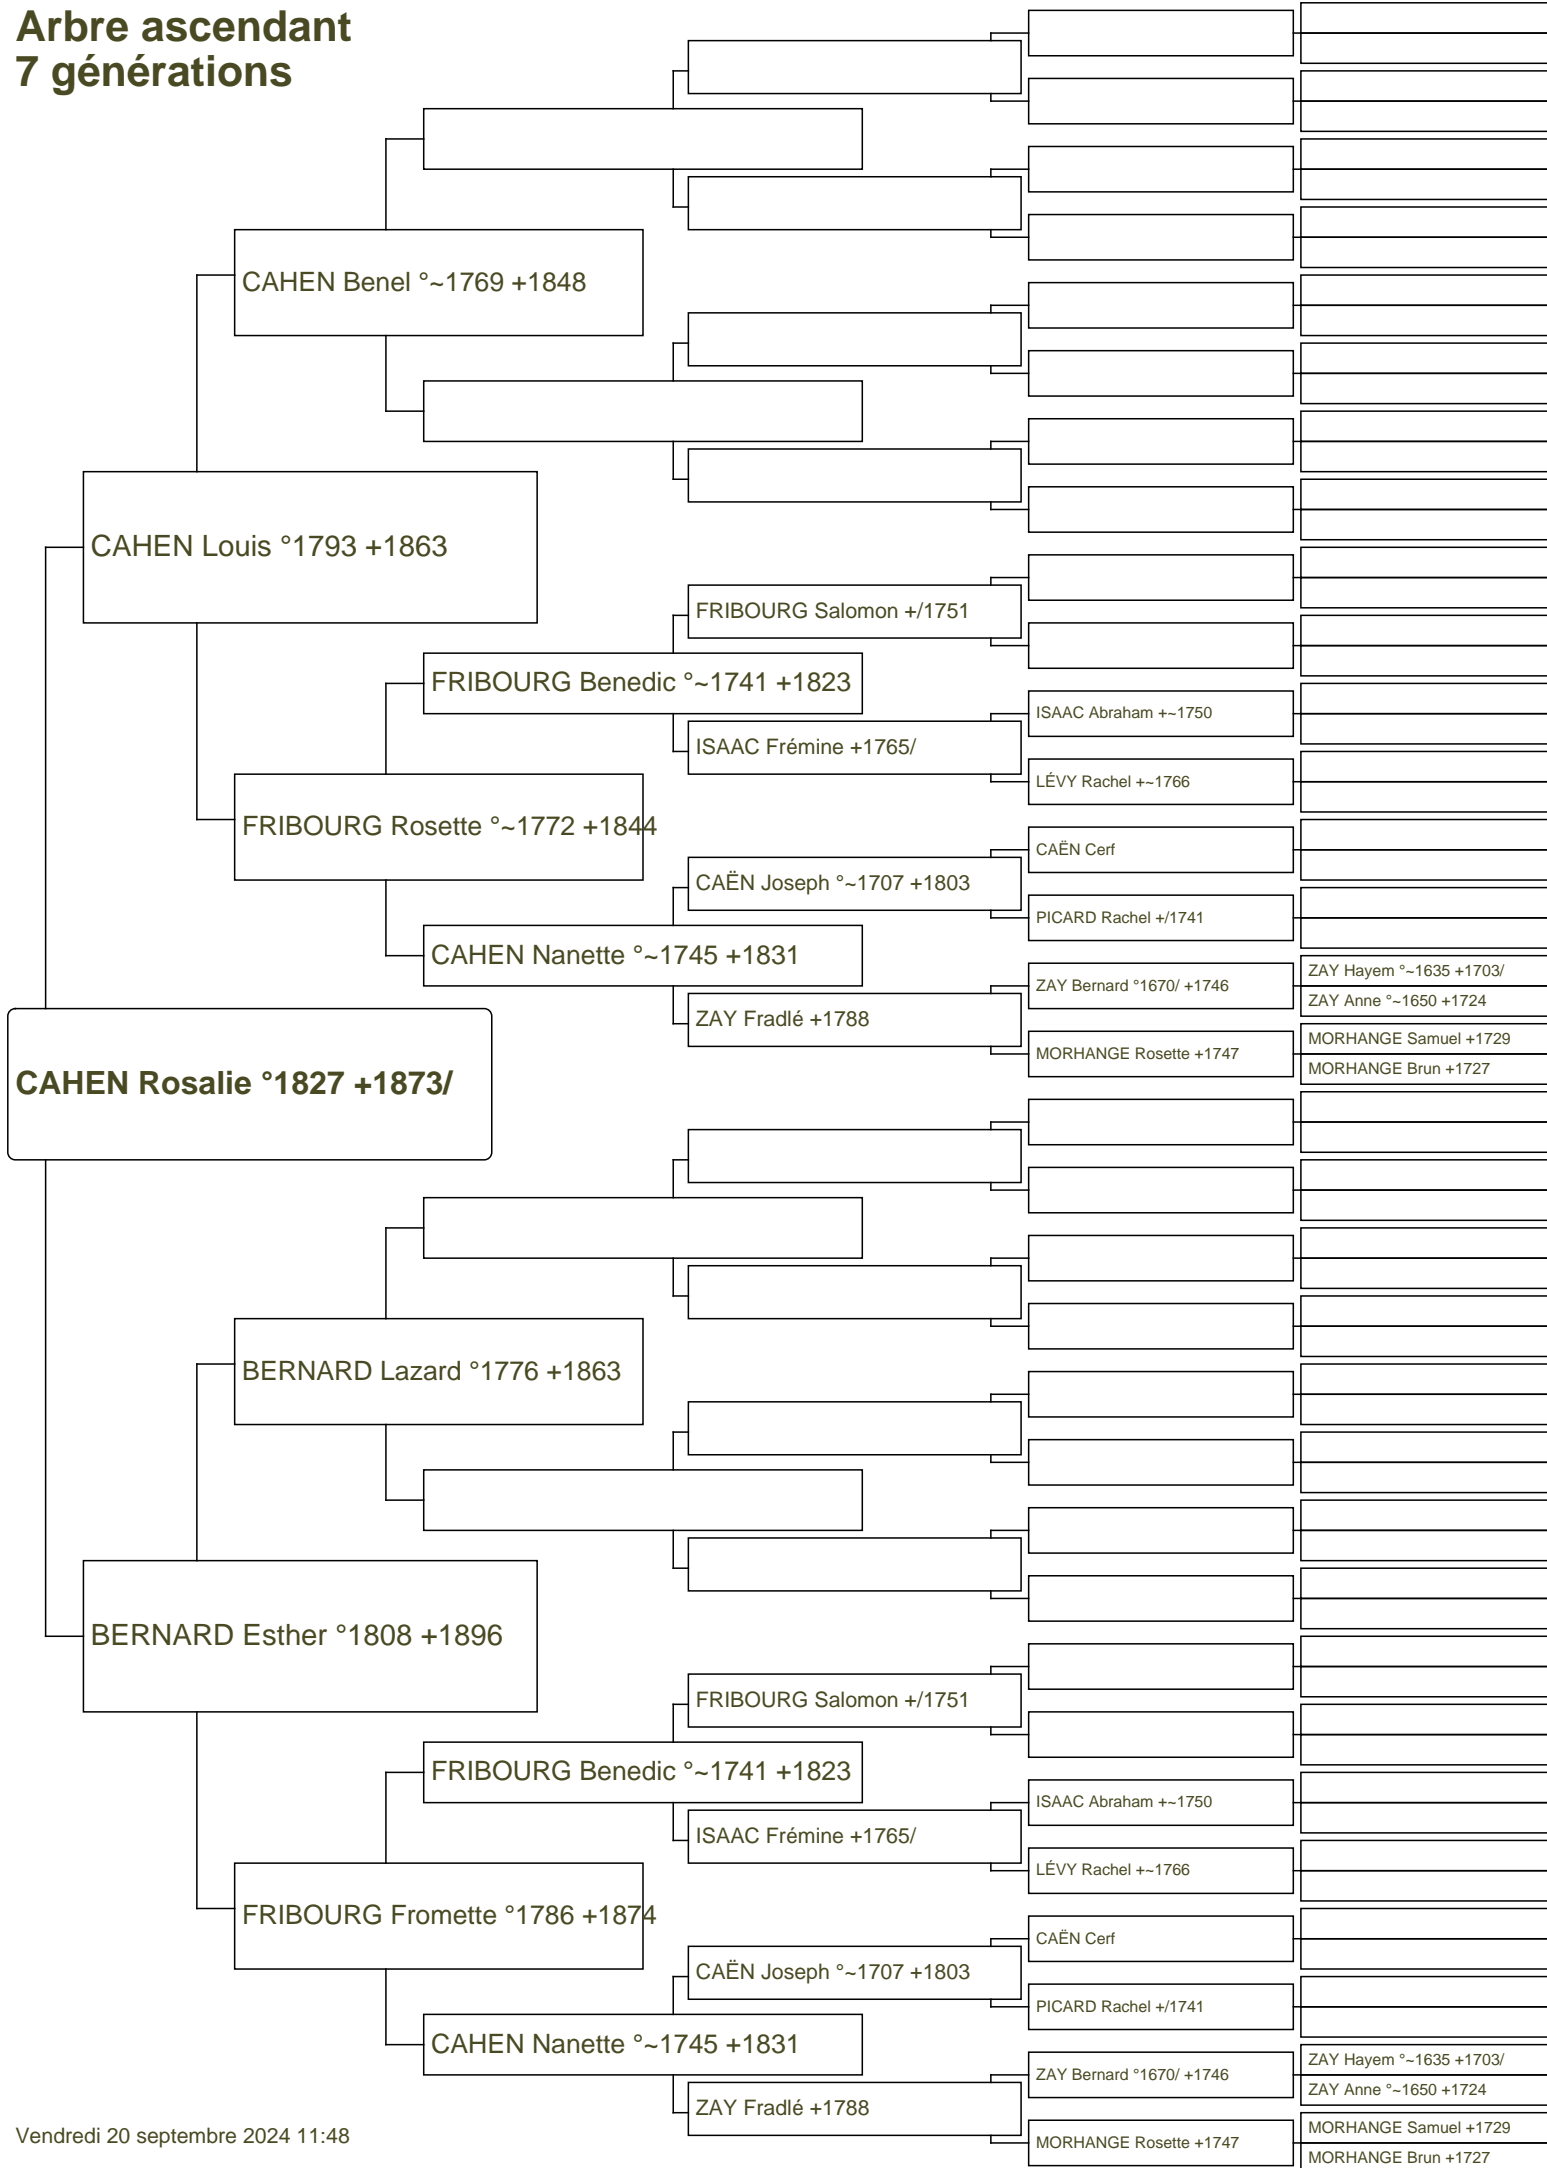 Arbre ascendant
7 générations
CAHEN Benel °~1769 +1848
CAHEN Louis °1793 +1863
FRIBOURG Salomon +/1751
FRIBOURG Benedic °~1741 +1823
ISAAC Abraham +~1750
ISAAC Frémine +1765/
LÉVY Rachel +~1766
FRIBOURG Rosette °~1772 +1844
CAËN Cerf
CAËN Joseph °~1707 +1803
PICARD Rachel +/1741
CAHEN Nanette °~1745 +1831
ZAY Hayem °~1635 +1703/
ZAY Bernard °1670/ +1746
ZAY Anne °~1650 +1724
ZAY Fradlé +1788
MORHANGE Samuel +1729
MORHANGE Rosette +1747
MORHANGE Brun +1727
CAHEN Rosalie °1827 +1873/
BERNARD Lazard °1776 +1863
BERNARD Esther °1808 +1896
FRIBOURG Salomon +/1751
FRIBOURG Benedic °~1741 +1823
ISAAC Abraham +~1750
ISAAC Frémine +1765/
LÉVY Rachel +~1766
FRIBOURG Fromette °1786 +1874
CAËN Cerf
CAËN Joseph °~1707 +1803
PICARD Rachel +/1741
CAHEN Nanette °~1745 +1831
ZAY Hayem °~1635 +1703/
ZAY Bernard °1670/ +1746
ZAY Anne °~1650 +1724
ZAY Fradlé +1788
MORHANGE Samuel +1729
MORHANGE Rosette +1747
MORHANGE Brun +1727
Vendredi 20 septembre 2024 11:48